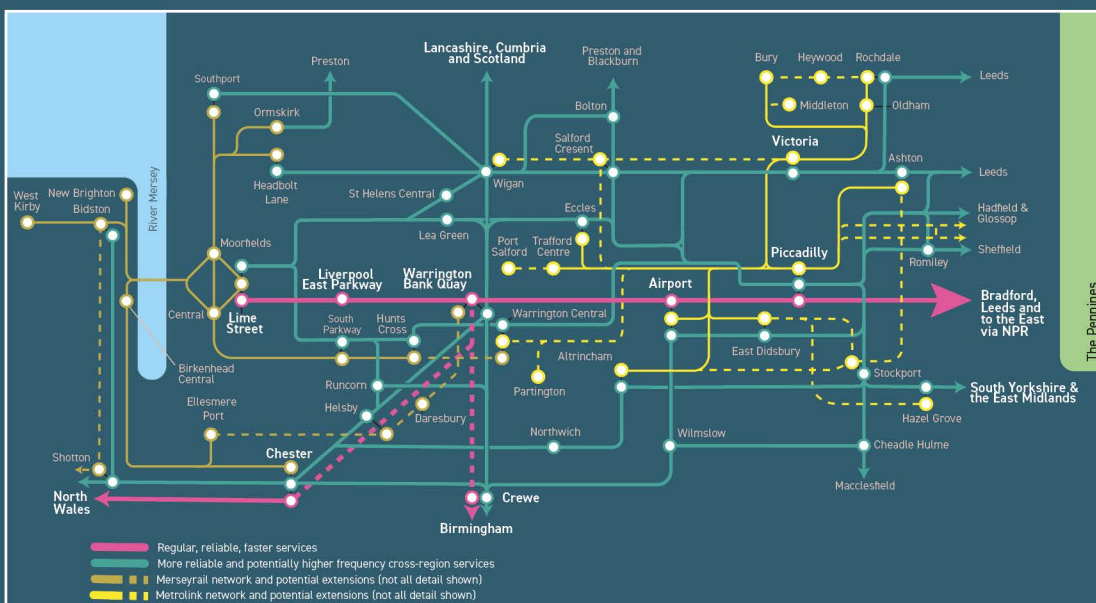 Lancashire, Cumbria
and Scotland
Preston and
Blackburn
Bury
Heywood
Rochdale
Preston
Southport
Leeds
Ormskirk
Bolton
Middleton
Oldham
Salford
Cresent
Victoria
Ashton
River Mersey
Headbolt
Lane
Wigan
Leeds
West
Kirby
New Brighton
Bidston
St Helens Central
Eccles
Hadfield &
Glossop
Moorfields
Lea Green
Port
Salford
Trafford
Centre
Piccadilly
Romiley
Sheffield
Liverpool
East Parkway
Warrington
Bank Quay
Airport
Bradford,
Leeds and
to the East
via NPR
The Pennines
Central
Lime
Street
South
Parkway
Hunts
Cross
Warrington Central
East Didsbury
Birkenhead
Central
Altrincham
Stockport
Runcorn
Partington
South Yorkshire &
the East Midlands
Ellesmere
Port
Helsby
Daresbury
Hazel Grove
Northwich
Wilmslow
Cheadle Hulme
Shotton
Chester
Macclesfield
North
Wales
Crewe
Birmingham
Regular, reliable, faster services
More reliable and potentially higher frequency cross-region services
Merseyrail network and potential extensions (not all detail shown)
Metrolink network and potential extensions (not all detail shown)